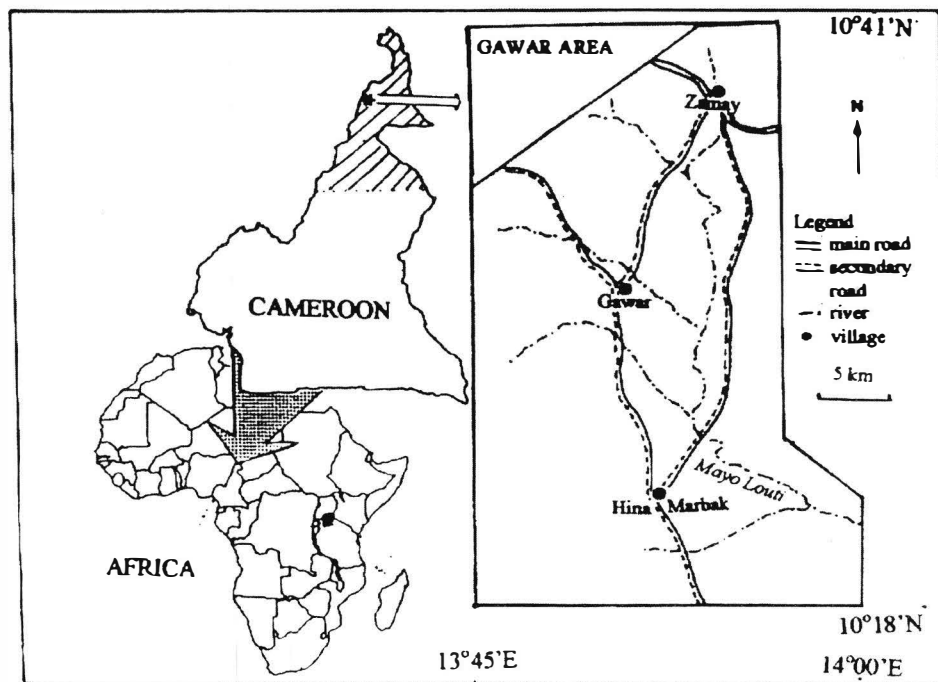 GAWAR AREA
10°41'N
Zamay
N
Legend
main road
secondary
road
river
village
5 km
Gawar
CAMEROON
Mayo Louti
Hina Marbak
AFRICA
10°18'N
13°45'E
14°00'E